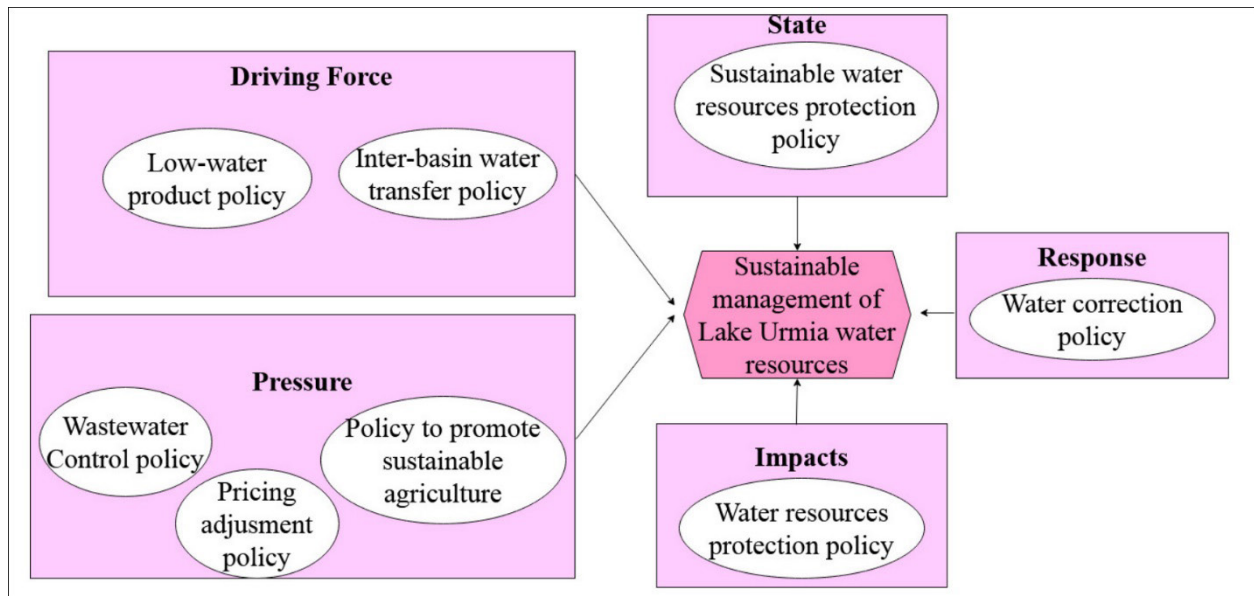 Driving Force
Low-water
product policy
Inter-basin water
transfer policy
Pressure
Wastewater
Control policy
Pricing
adjusment
policy
Policy to promote
sustainable
agriculture
State
Sustainable water
resources protection
policy
Sustainable
management of
Lake Urmia water
resources
Response
Water correction
policy
Impacts
Water resources
protection policy